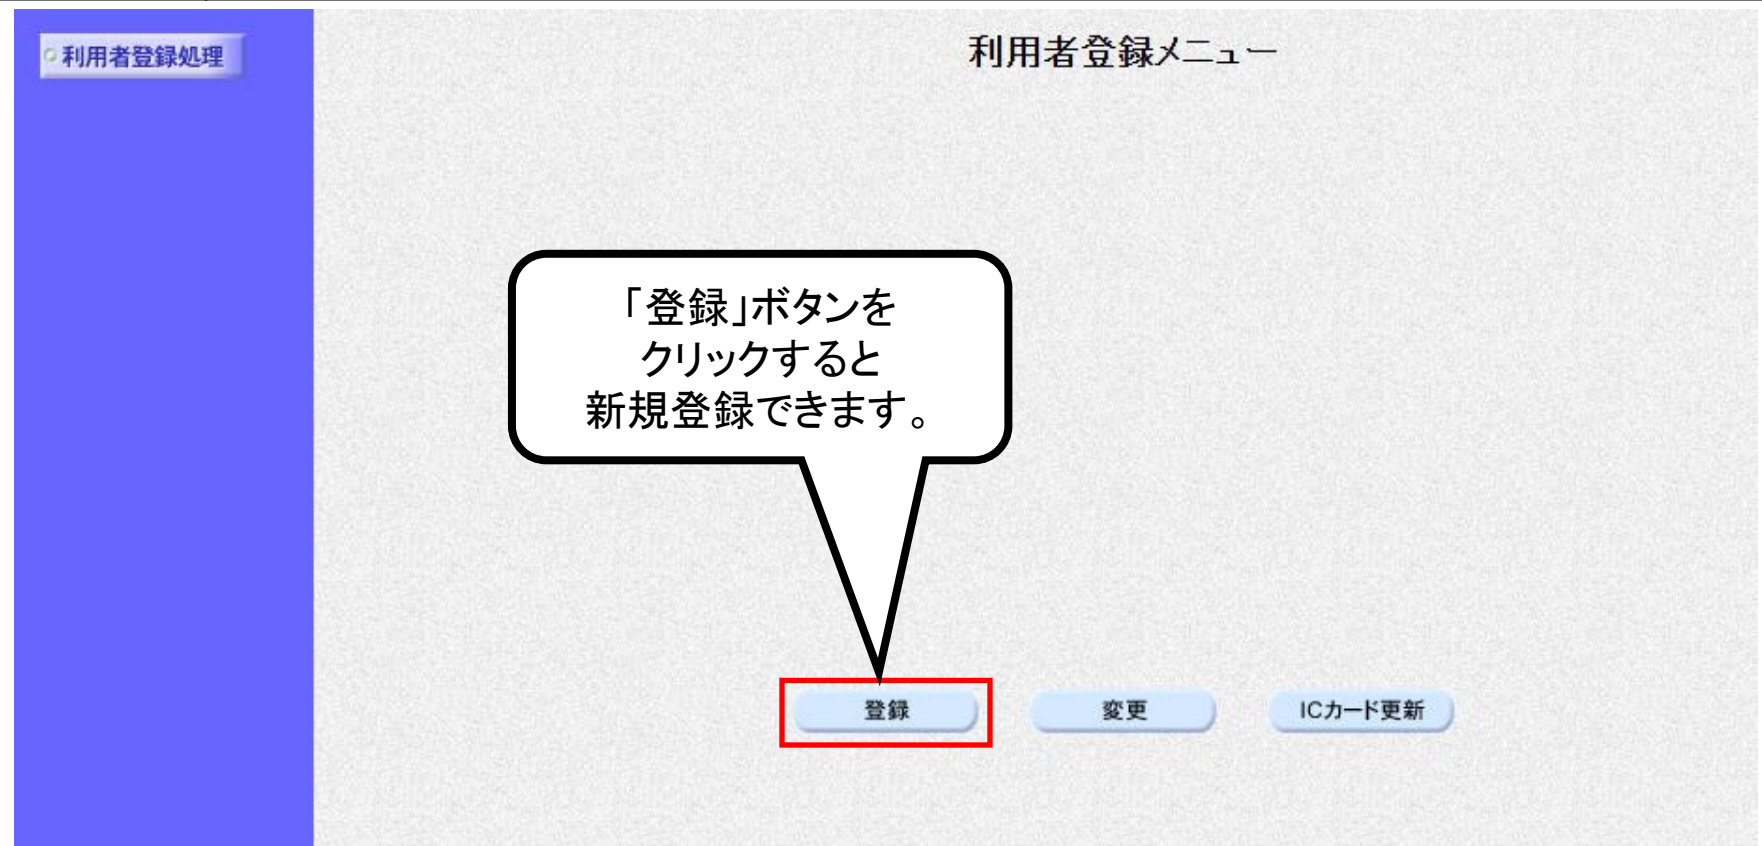 利用者登録処理
利用者登録メニュー
「登録」ボタンを
クリックすると
新規登録できます。
登録
変更
ICカード更新